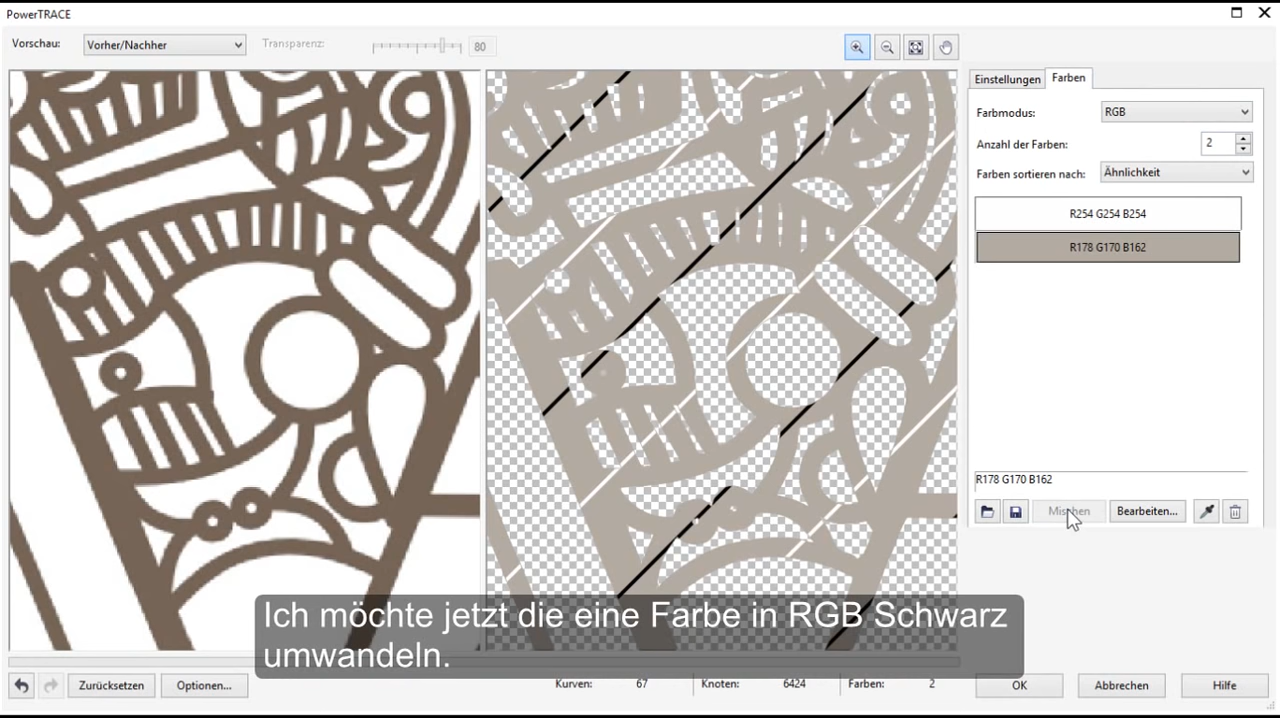 PowerTRACE
Vorschau: Vorher/Nachher Transparenz: 80
Einstellungen Farben
Farbmodus: RGB
Anzahl der Farben: 2
Farben sortieren nach: Ähnlichkeit
R254 G254 B254
R178 G170 B162
R178 G170 B162
Mischen Bearbeiten...
Ich möchte jetzt die eine Farbe in RGB Schwarz
umwandeln.
Zurücksetzen Optionen... Kurven: 67 Knoten: 6424 Farben: 2 OK Abbrechen Hilfe